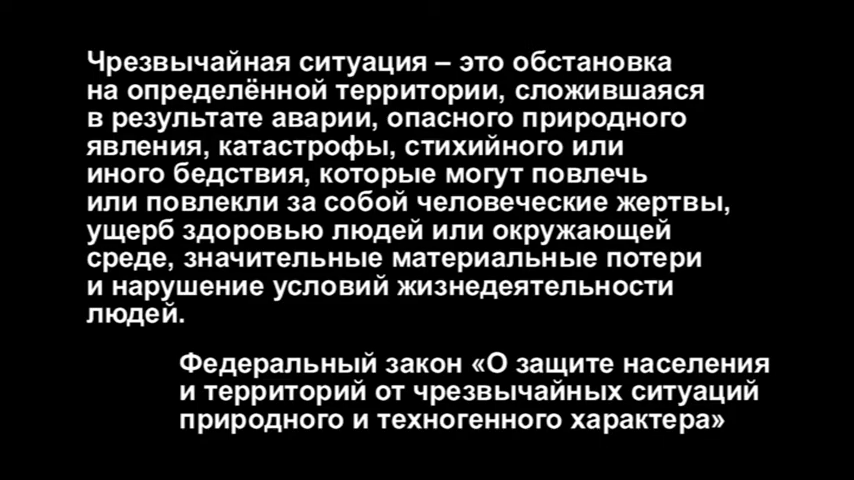 Чрезвычайная ситуация – это обстановка
на определённой территории, сложившаяся
в результате аварии, опасного природного
явления, катастрофы, стихийного или
иного бедствия, которые могут повлечь
или повлекли за собой человеческие жертвы,
ущерб здоровью людей или окружающей
среде, значительные материальные потери
и нарушение условий жизнедеятельности
людей.
Федеральный закон «О защите населения
и территорий от чрезвычайных ситуаций
природного и техногенного характера»